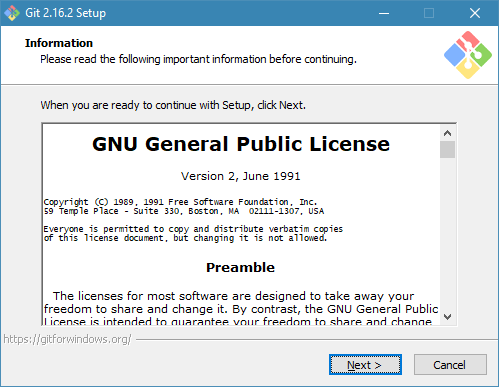 Git 2.16.2 Setup
Information
Please read the following important information before continuing.
When you are ready to continue with Setup, click Next.
GNU General Public License
Version 2, June 1991
Copyright (C) 1989, 1991 Free Software Foundation, Inc.
59 Temple Place - Suite 330, Boston, MA  02111-1307, USA
Everyone is permitted to copy and distribute verbatim copies
of this license document, but changing it is not allowed.
Preamble
The licenses for most software are designed to take away your
freedom to share and change it. By contrast, the GNU General Public
License is intended to guarantee your freedom to share and change
https://gitforwindows.org/
Next >
Cancel